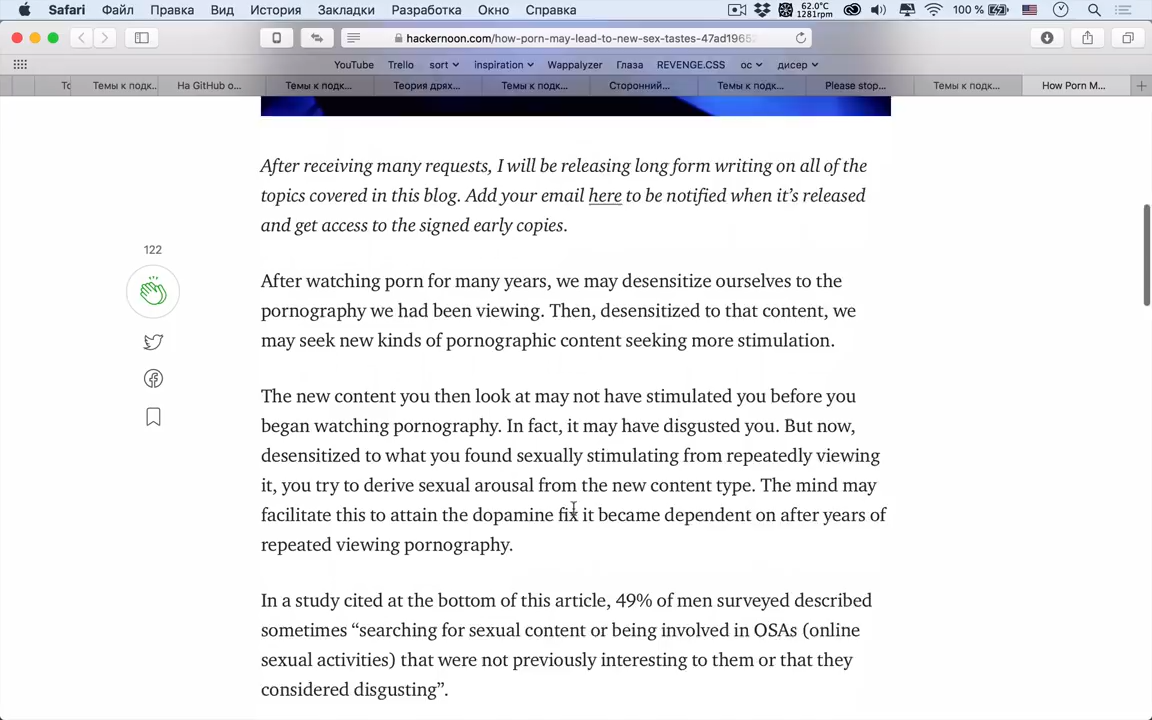 Safari Файл Правка Вид История Закладки Разработка Окно Справка 62.0°C 1281rpm 100 %
hackernoon.com/how-porn-may-lead-to-new-sex-tastes-47ad1965
YouTube Trello sort inspiration Wappalyzer Глаза REVENGE.CSS ос дисер
Темы к подк... На GitHub о... Темы к подк... Теория дрях... Темы к подк... Сторонний... Темы к подк... Please stop... Темы к подк... How Porn M...
After receiving many requests, I will be releasing long form writing on all of the
topics covered in this blog. Add your email here to be notified when it’s released
and get access to the signed early copies.
122
After watching porn for many years, we may desensitize ourselves to the
pornography we had been viewing. Then, desensitized to that content, we
may seek new kinds of pornographic content seeking more stimulation.
The new content you then look at may not have stimulated you before you
began watching pornography. In fact, it may have disgusted you. But now,
desensitized to what you found sexually stimulating from repeatedly viewing
it, you try to derive sexual arousal from the new content type. The mind may
facilitate this to attain the dopamine fix it became dependent on after years of
repeated viewing pornography.
In a study cited at the bottom of this article, 49% of men surveyed described
sometimes “searching for sexual content or being involved in OSAs (online
sexual activities) that were not previously interesting to them or that they
considered disgusting”.